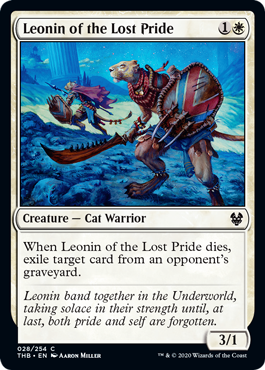 Leonin of the Lost Pride 1
Creature — Cat Warrior
When Leonin of the Lost Pride dies,
exile target card from an opponent's
graveyard.
Leonin band together in the Underworld,
taking solace in their strength until, at
last, both pride and self are forgotten.
3/1
028/254 C
THB • EN AARON MILLER
™ & © 2020 Wizards of the Coast